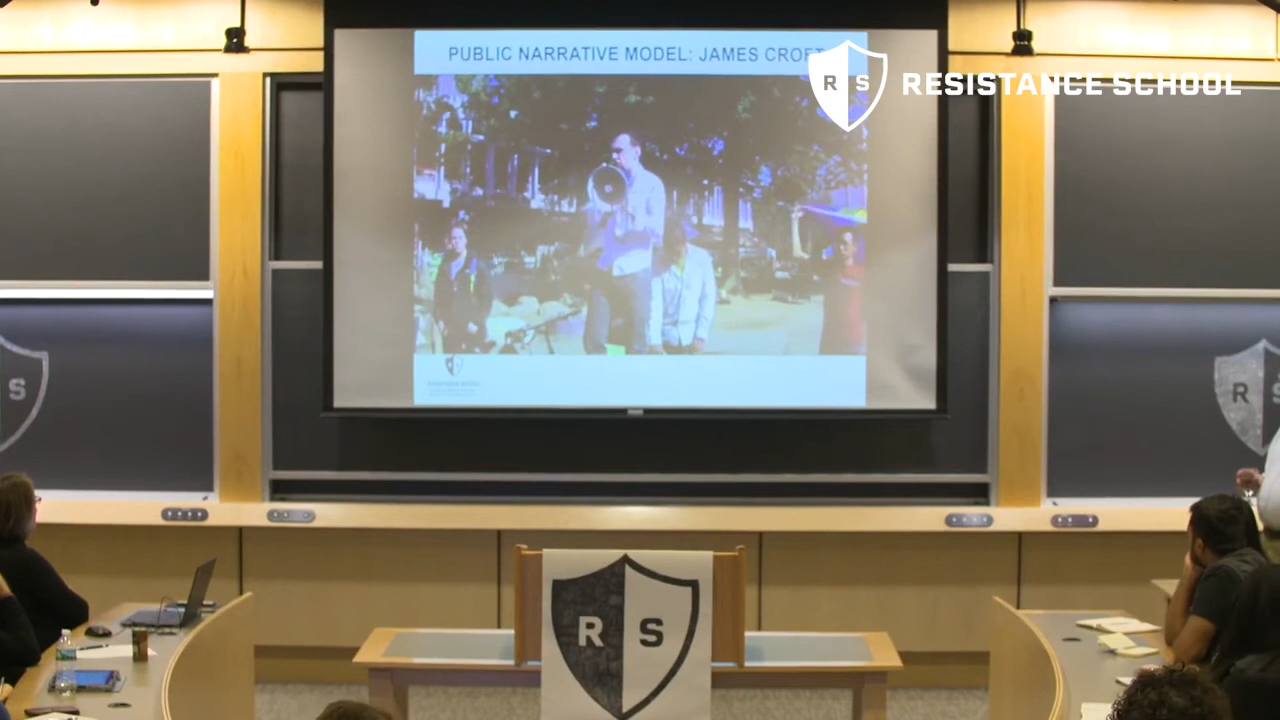 PUBLIC NARRATIVE MODEL: JAMES CROFT
R S RESISTANCE SCHOOL
S
R S
R S